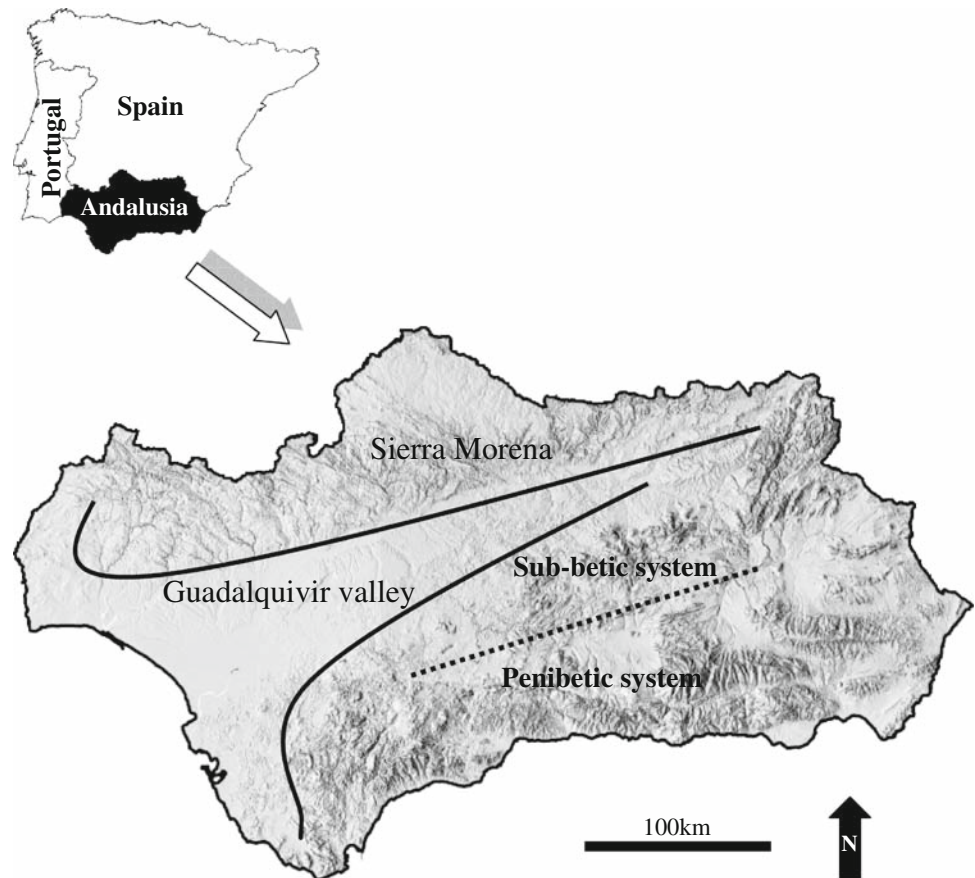 Spain
Portugal
Andalusia
Sierra Morena
Guadalquivir valley
Sub-betic system
Penibetic system
100km
N